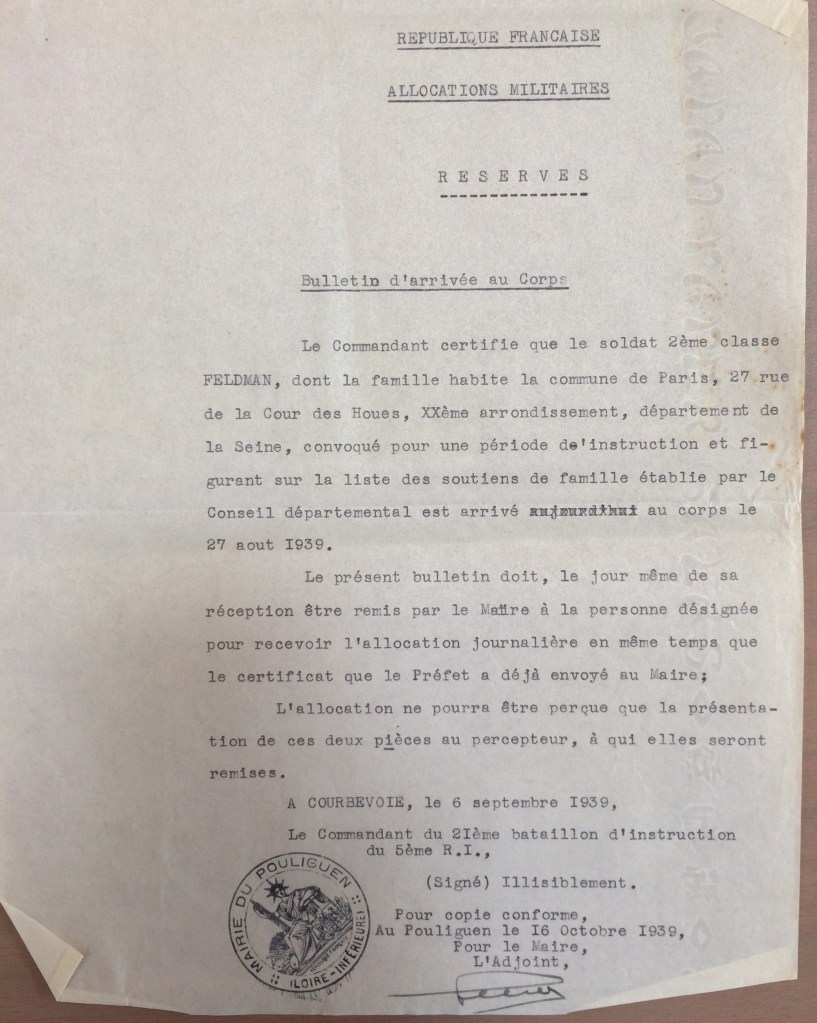 REPUBLIQUE FRANCAISE
ALLOCATIONS MILITAIRES
R E S E R V E S
Bulletin d'arrivée au Corps
Le Commandant certifie que le soldat 2ème classe
FELDMAN, dont la famille habite la commune de Paris, 27 rue
de la Cour des Houes, XXème arrondissement, département de
la Seine, convoqué pour une période de'instruction et fi-
gurant sur la liste des soutiens de famille établie par le
Conseil départemental est arrivé aujourd'hui au corps le
27 aout I939.
Le présent bulletin doit, le jour même de sa
réception être remis par le Maire à la personne désignée
pour recevoir l'allocation journalière en même temps que
le certificat que le Préfet a déjà envoyé au Maire;
L'allocation ne pourra être perçue que la présenta-
tion de ces deux pièces au percepteur, à qui elles seront
remises.
A COURBEVOIE, le 6 septembre I939,
Le Commandant du 2Ième bataillon d'instruction
du 5ème R.I.,
(Signé) Illisiblement.
Pour copie conforme,
Au Pouliguen le I6 Octobre I939,
Pour le Maire,
L'Adjoint,
MAIRIE DU POULIGUEN
(LOIRE-INFÉRIEURE)